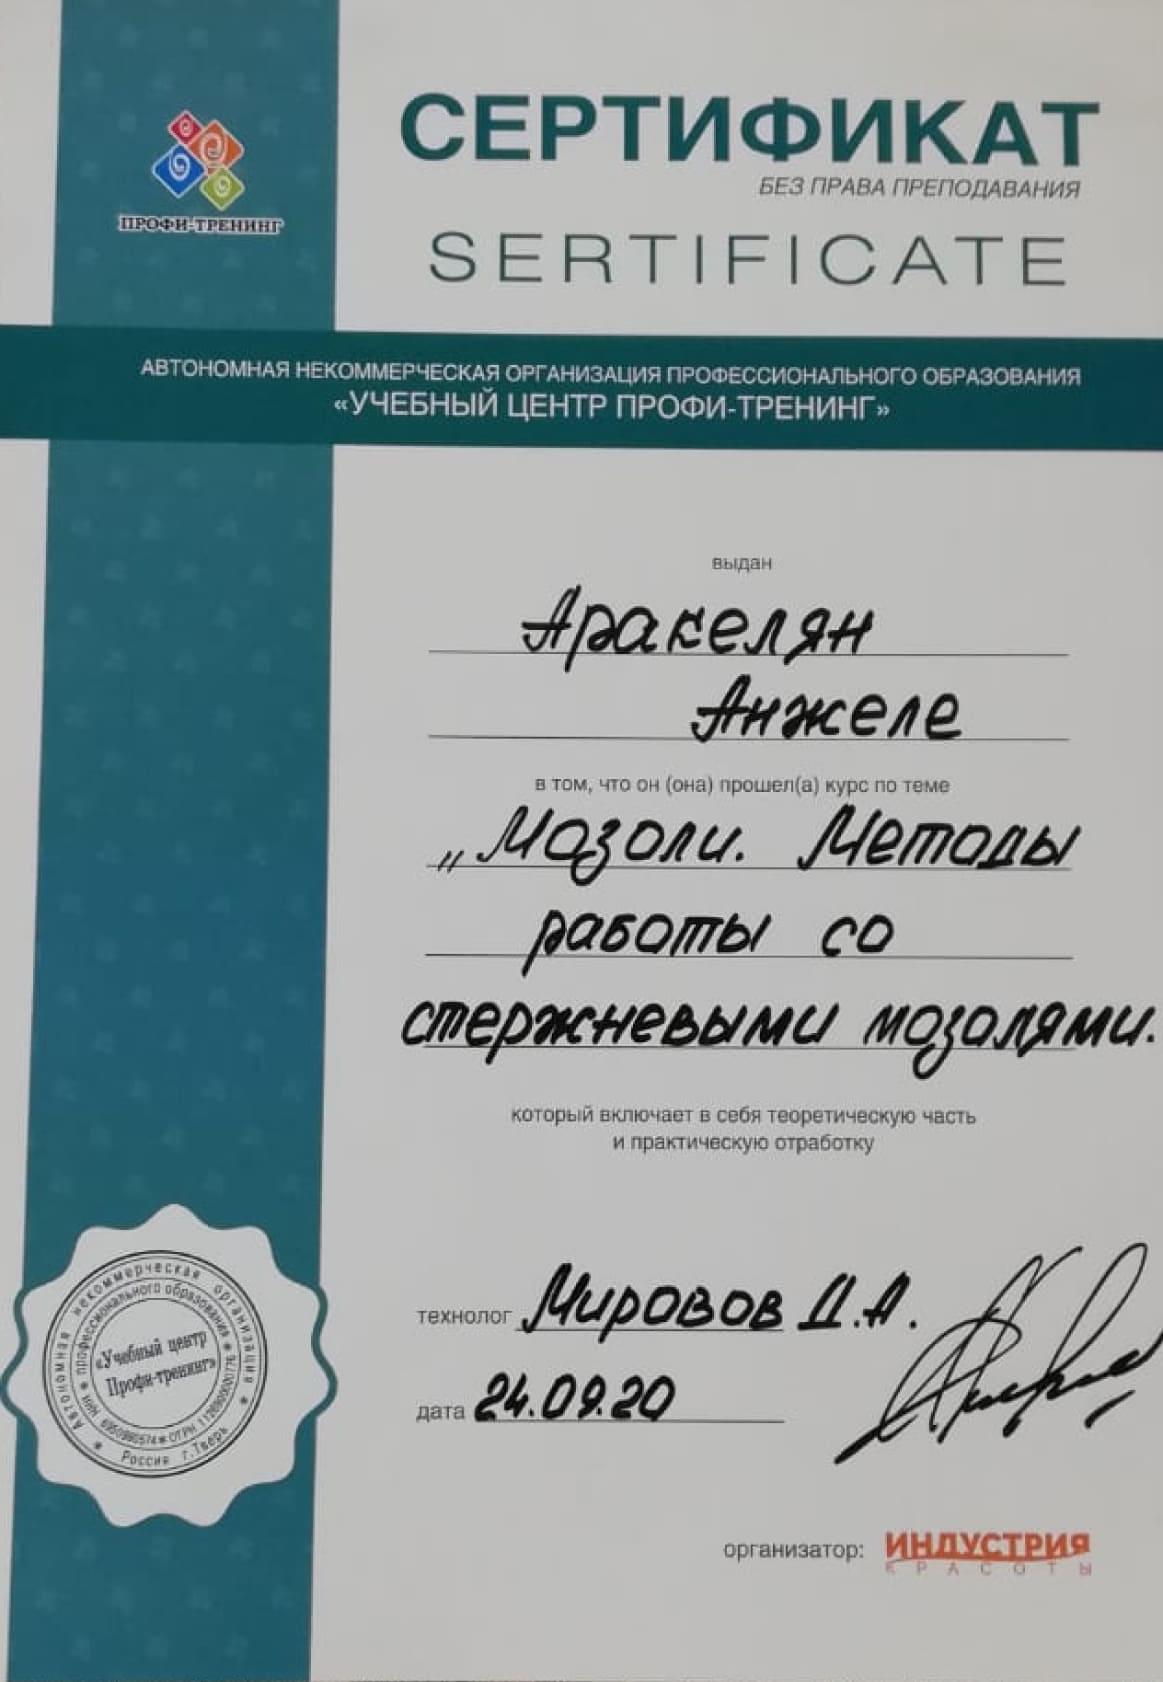 ПРОФИ-ТРЕНИНГ
СЕРТИФИКАТ
БЕЗ ПРАВА ПРЕПОДАВАНИЯ
SERTIFICATE
АВТОНОМНАЯ НЕКОММЕРЧЕСКАЯ ОРГАНИЗАЦИЯ ПРОФЕССИОНАЛЬНОГО ОБРАЗОВАНИЯ
«УЧЕБНЫЙ ЦЕНТР ПРОФИ-ТРЕНИНГ»
выдан
Аракелян
Анжеле
в том, что он (она) прошел(а) курс по теме
„Мозоли. Методы
работы со
стержневыми мозолями.
который включает в себя теоретическую часть
и практическую отработку
технолог Мировов Д.А.
дата 24.09.20
Автономная некоммерческая организация
профессионального образования
«Учебный центр
Профи-тренинг»
ИНН ОГРН
Россия г.Тверь
организатор: ИНДУСТРИЯ
КРАСОТЫ